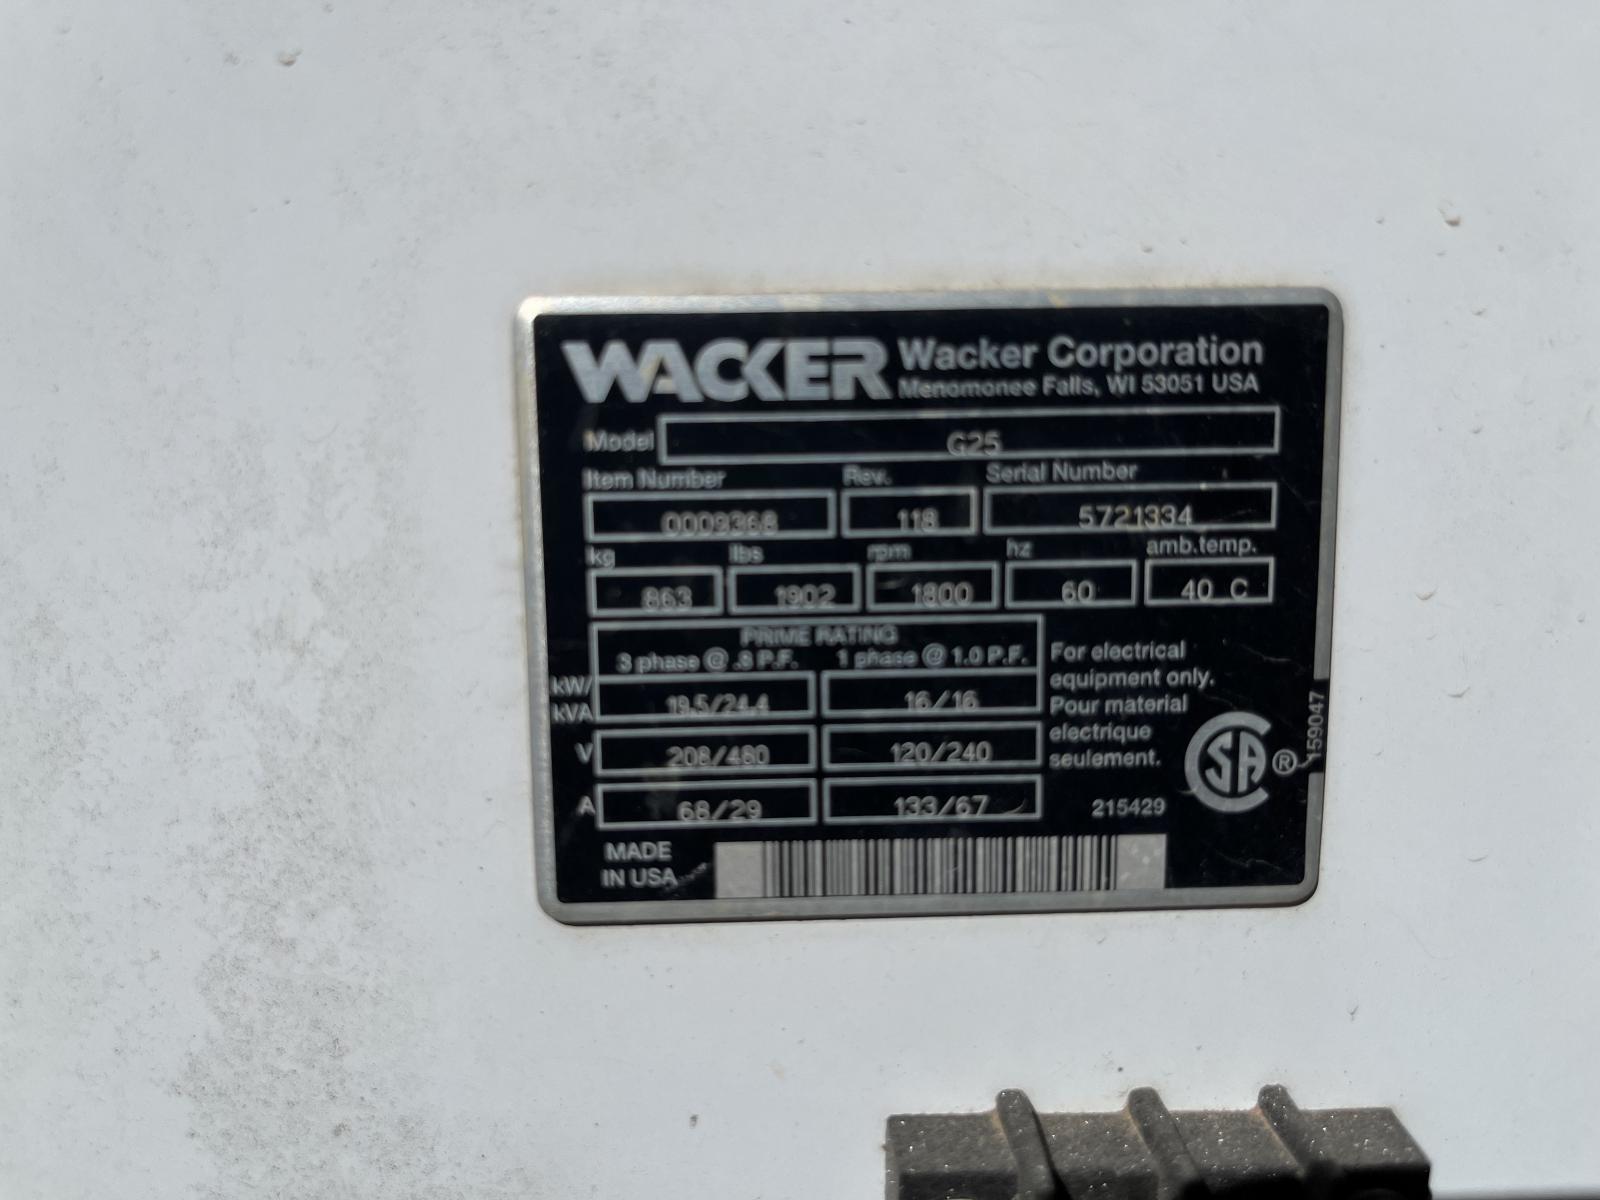 WACKER Wacker Corporation
Menomonee Falls, WI 53051 USA
Model G25
Item Number Rev. Serial Number
0009368 118 5721334
kg lbs rpm hz amb.temp.
863 1902 1800 60 40 C
PRIME RATING
3 phase @ .8 P.F. 1 phase @ 1.0 P.F.
kW/
kVA 19.5/24.4 16/16
V 208/480 120/240
A 68/29 133/67
For electrical
equipment only.
Pour material
electrique
seulement.
215429
CSA ®
159047
MADE
IN USA